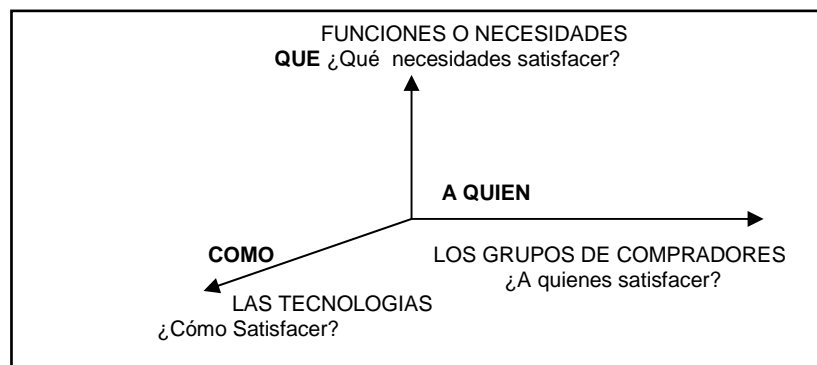 FUNCIONES O NECESIDADES
QUE ¿Qué necesidades satisfacer?
A QUIEN
COMO
LOS GRUPOS DE COMPRADORES
¿A quienes satisfacer?
LAS TECNOLOGIAS
¿Cómo Satisfacer?